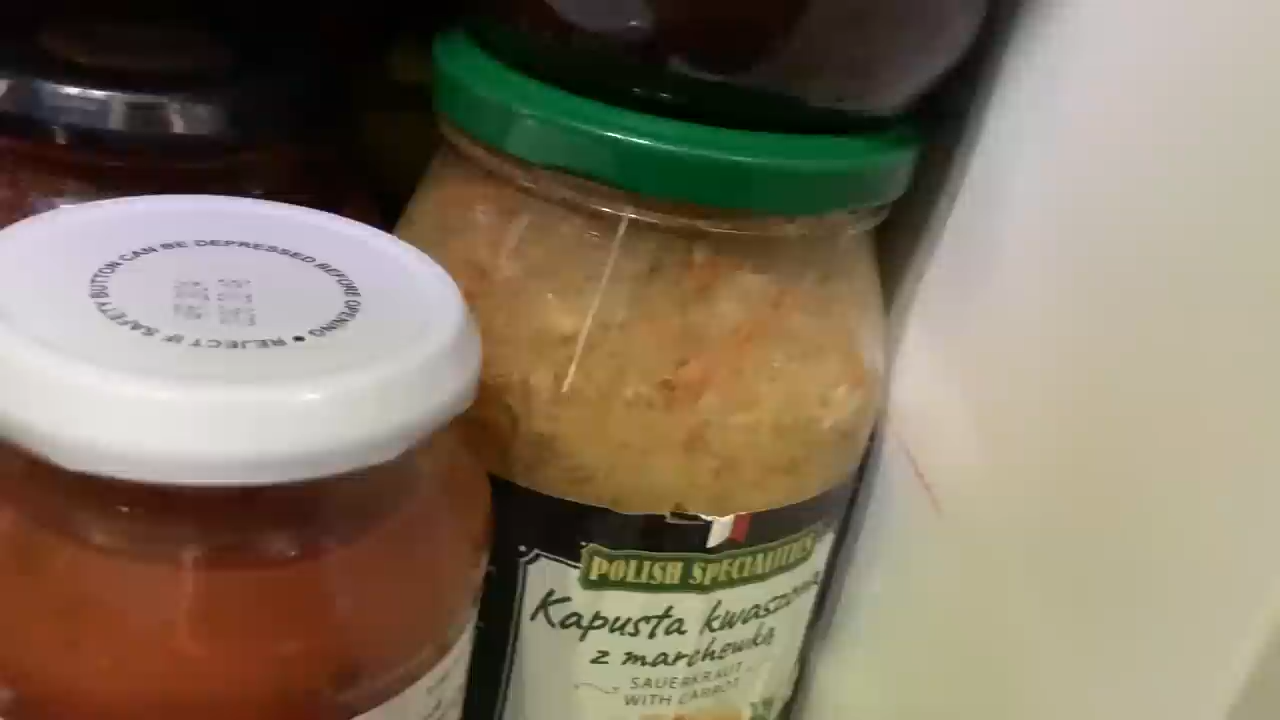 REJECT IF SAFETY BUTTON CAN BE DEPRESSED BEFORE OPENING •
POLISH SPECIALITIES
Kapusta kwaszona
z marchewką
SAUERKRAUT
WITH CARROT